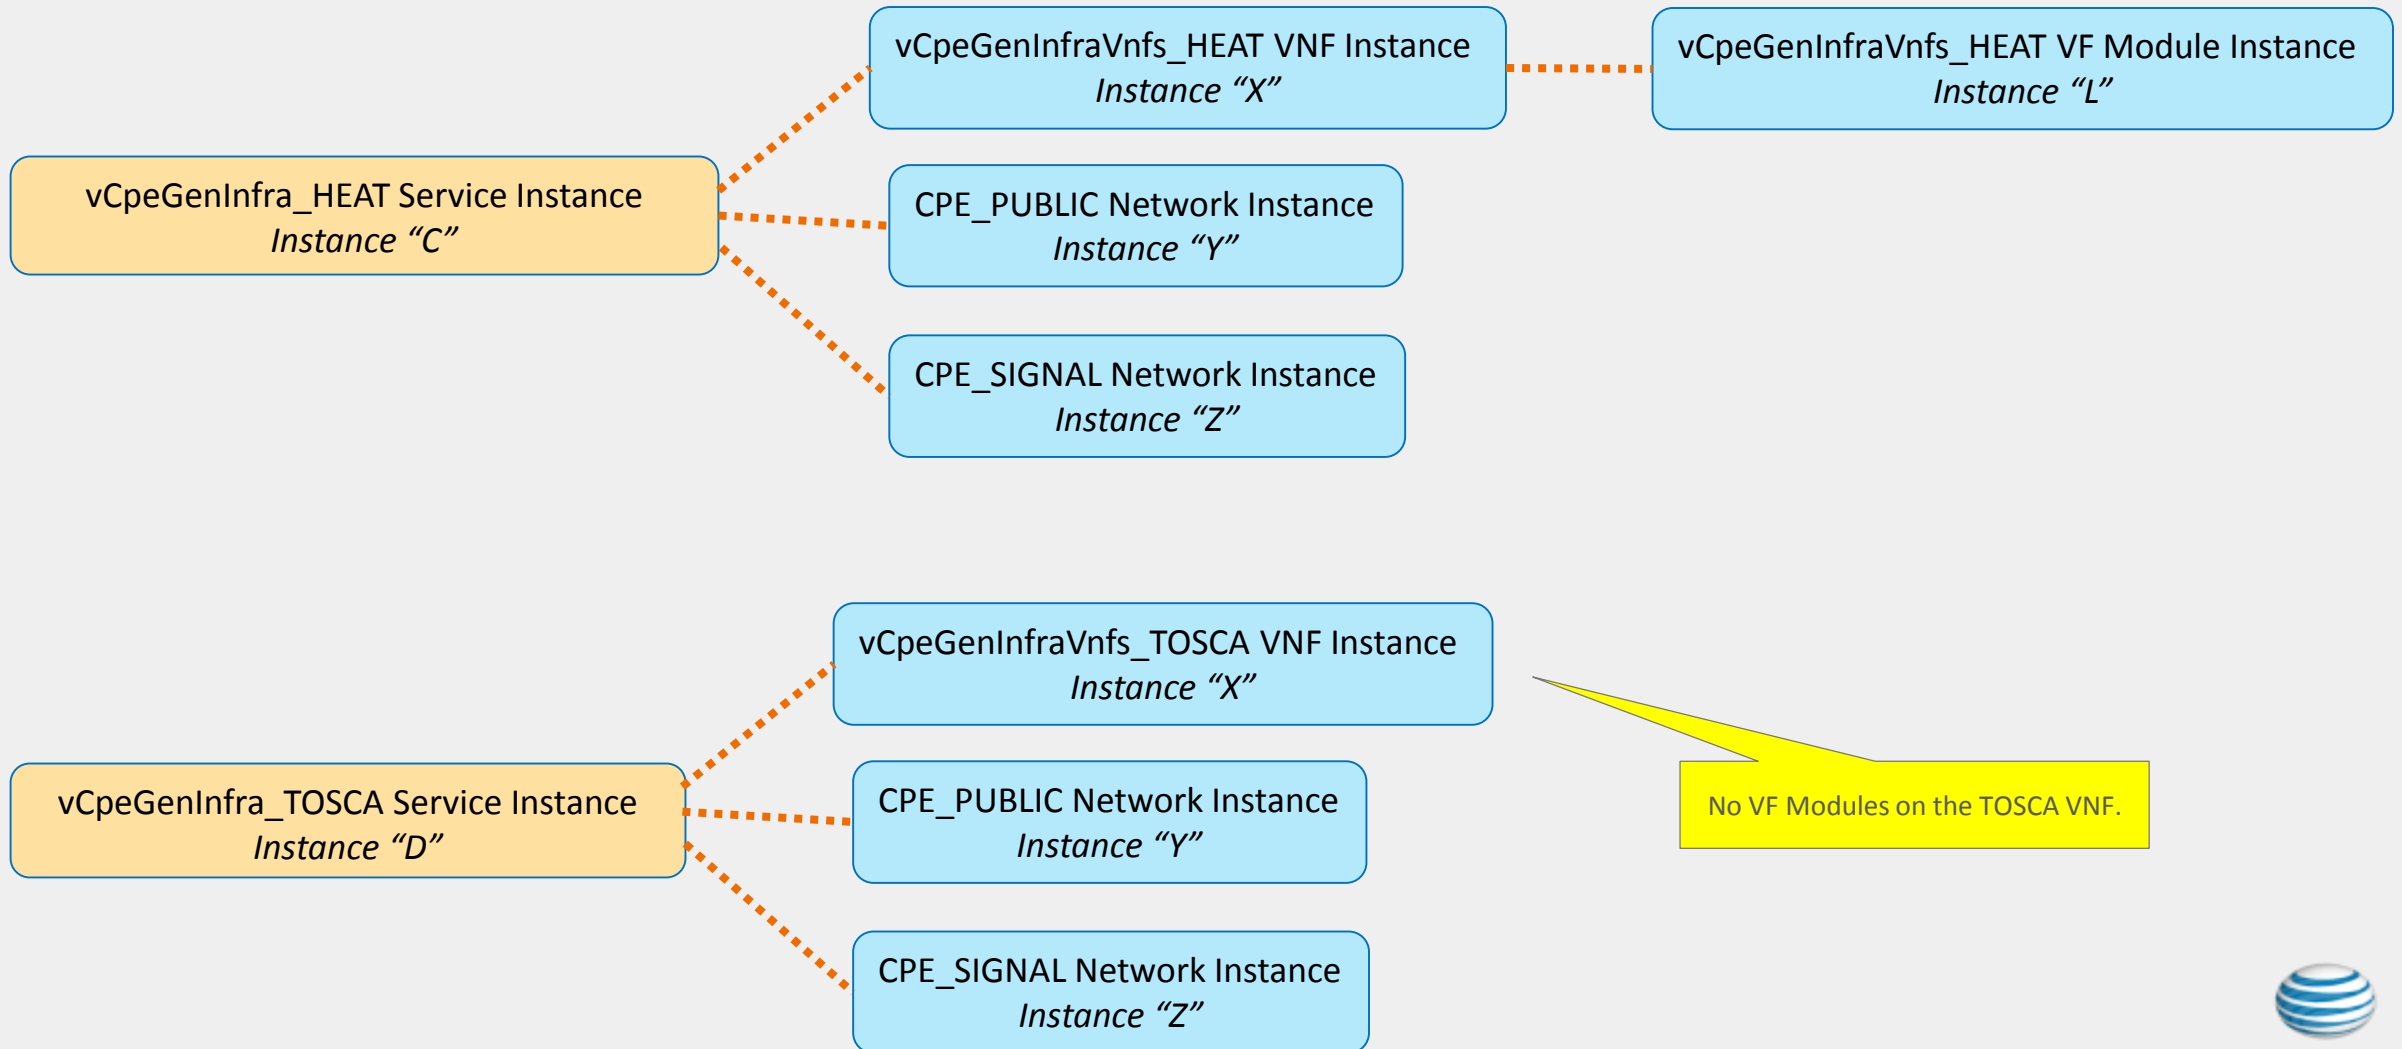 vCpeGenInfraVnfs_HEAT VNF Instance
Instance “X”
vCpeGenInfraVnfs_HEAT VF Module Instance
Instance “L”
vCpeGenInfra_HEAT Service Instance
Instance “C”
CPE_PUBLIC Network Instance
Instance “Y”
CPE_SIGNAL Network Instance
Instance “Z”
vCpeGenInfraVnfs_TOSCA VNF Instance
Instance “X”
vCpeGenInfra_TOSCA Service Instance
Instance “D”
CPE_PUBLIC Network Instance
Instance “Y”
No VF Modules on the TOSCA VNF.
CPE_SIGNAL Network Instance
Instance “Z”